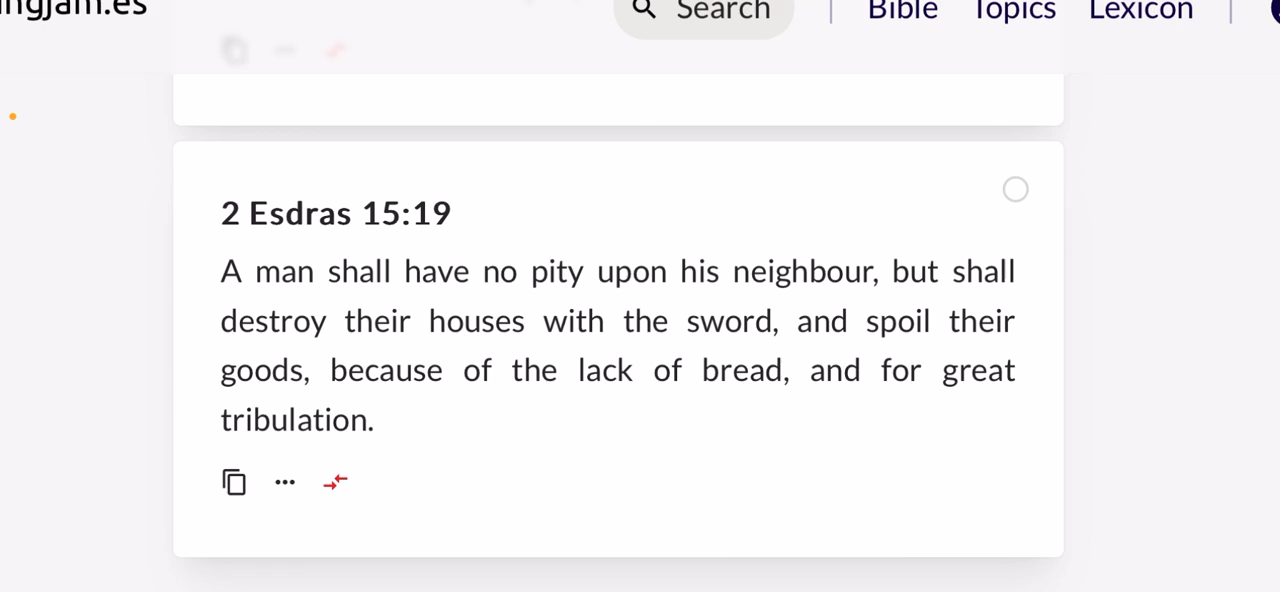 ngjam.es
Search
Bible Topics Lexicon
2 Esdras 15:19
A man shall have no pity upon his neighbour, but shall
destroy their houses with the sword, and spoil their
goods, because of the lack of bread, and for great
tribulation.